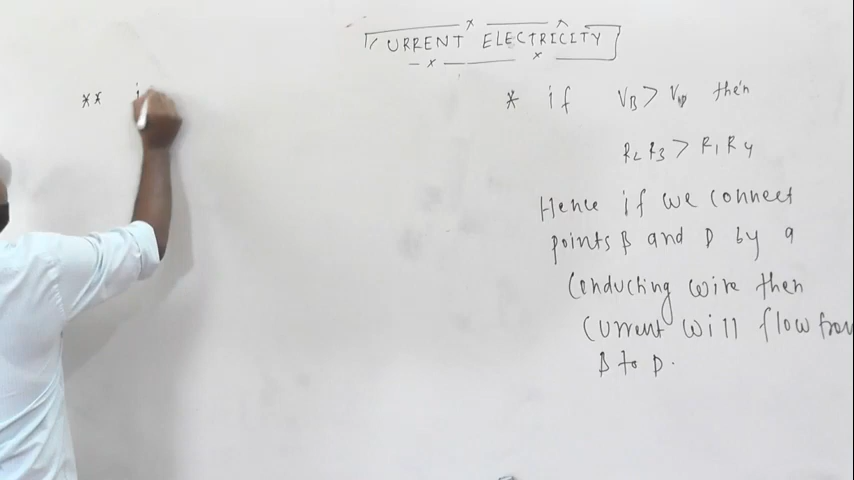 CURRENT ELECTRICITY
** i
* if VB > VD then
R2 R3 > R1 R4
Hence if we connect
points B and D by a
conducting wire then
current will flow from
B to D.